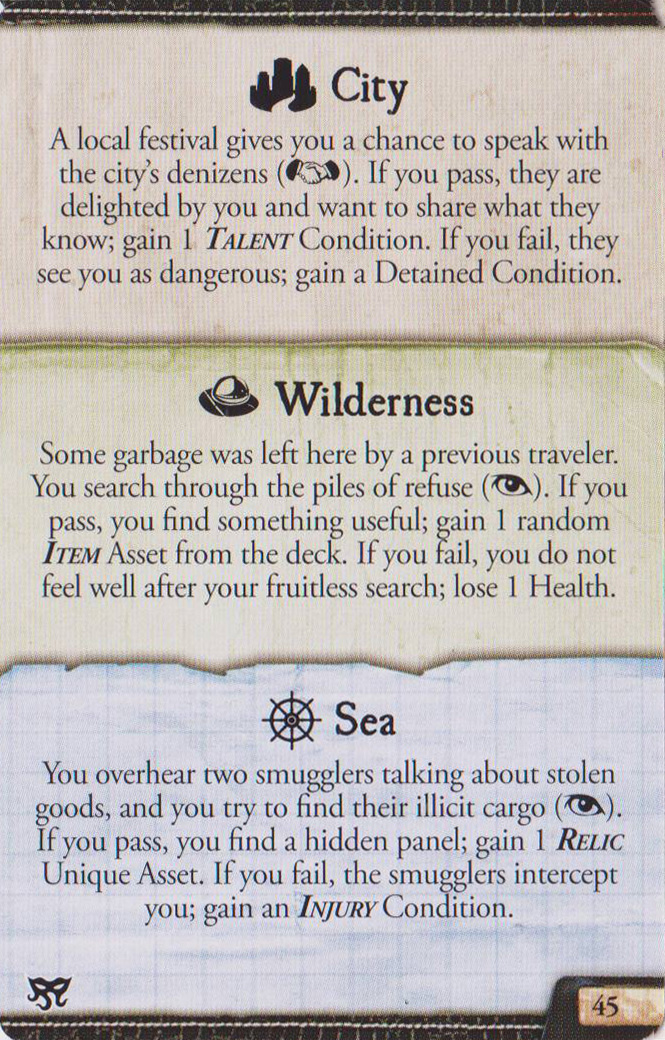 City
A local festival gives you a chance to speak with
the city's denizens ( ). If you pass, they are
delighted by you and want to share what they
know; gain 1 TALENT Condition. If you fail, they
see you as dangerous; gain a Detained Condition.
Wilderness
Some garbage was left here by a previous traveler.
You search through the piles of refuse ( ). If you
pass, you find something useful; gain 1 random
ITEM Asset from the deck. If you fail, you do not
feel well after your fruitless search; lose 1 Health.
Sea
You overhear two smugglers talking about stolen
goods, and you try to find their illicit cargo ( ).
If you pass, you find a hidden panel; gain 1 RELIC
Unique Asset. If you fail, the smugglers intercept
you; gain an INJURY Condition.
45